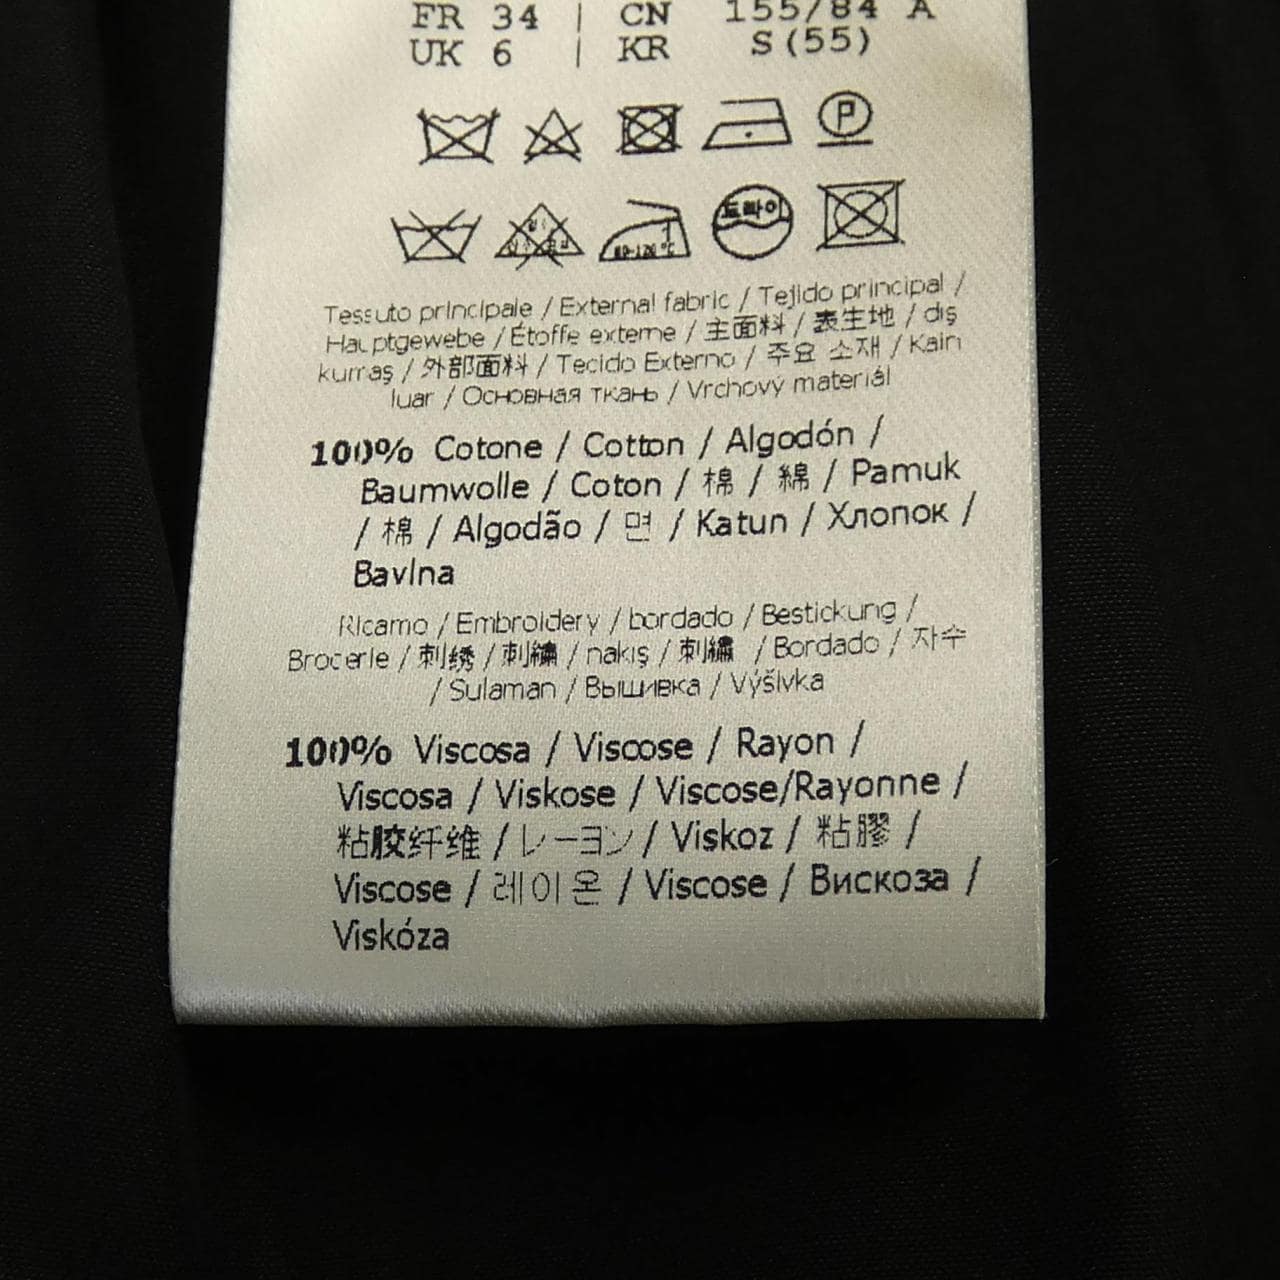 FR 34 | CN 155/84 A
UK 6 | KR S(55)
P
드라이
80-120°C
Tessuto principale / External fabric / Tejido principal /
Hauptgewebe / Étoffe externe / 主面料 / 表生地 / dış
kumaş / 外部面料 / Tecido Externo / 주요 소재 / Kain
luar / Основная ткань / Vrchový materiál
100% Cotone / Cotton / Algodón /
Baumwolle / Coton / 棉 / 綿 / Pamuk
/ 棉 / Algodão / 면 / Katun / Хлопок /
Bavlna
Ricamo / Embroidery / bordado / Bestickung /
Broderie / 刺绣 / 刺繍 / nakış / 刺繡 / Bordado / 자수
/ Sulaman / Вышивка / Výšivka
100% Viscosa / Viscose / Rayon /
Viscosa / Viskose / Viscose/Rayonne /
粘胶纤维 / レーヨン / Viskoz / 粘膠 /
Viscose / 레이온 / Viscose / Вискоза /
Viskóza